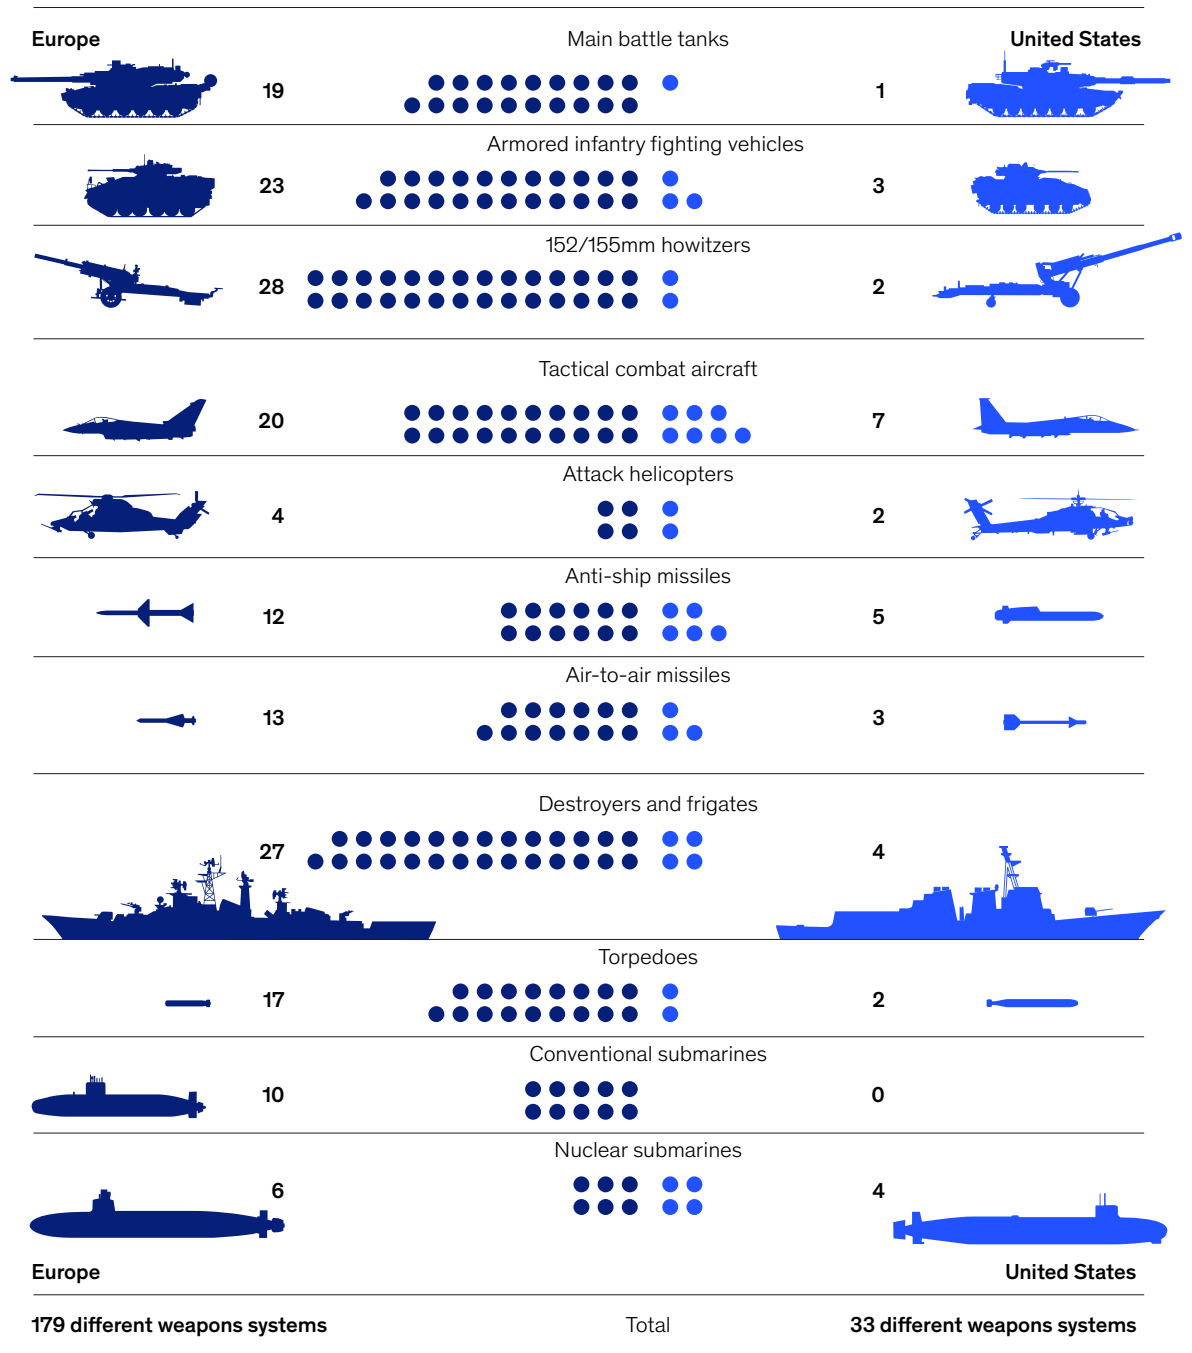 Europe
Main battle tanks
United States
19
1
Armored infantry fighting vehicles
23
3
152/155mm howitzers
28
2
Tactical combat aircraft
20
7
Attack helicopters
4
2
Anti-ship missiles
12
5
Air-to-air missiles
13
3
Destroyers and frigates
27
4
Torpedoes
17
2
Conventional submarines
10
0
Nuclear submarines
6
4
Europe
United States
179 different weapons systems
Total
33 different weapons systems